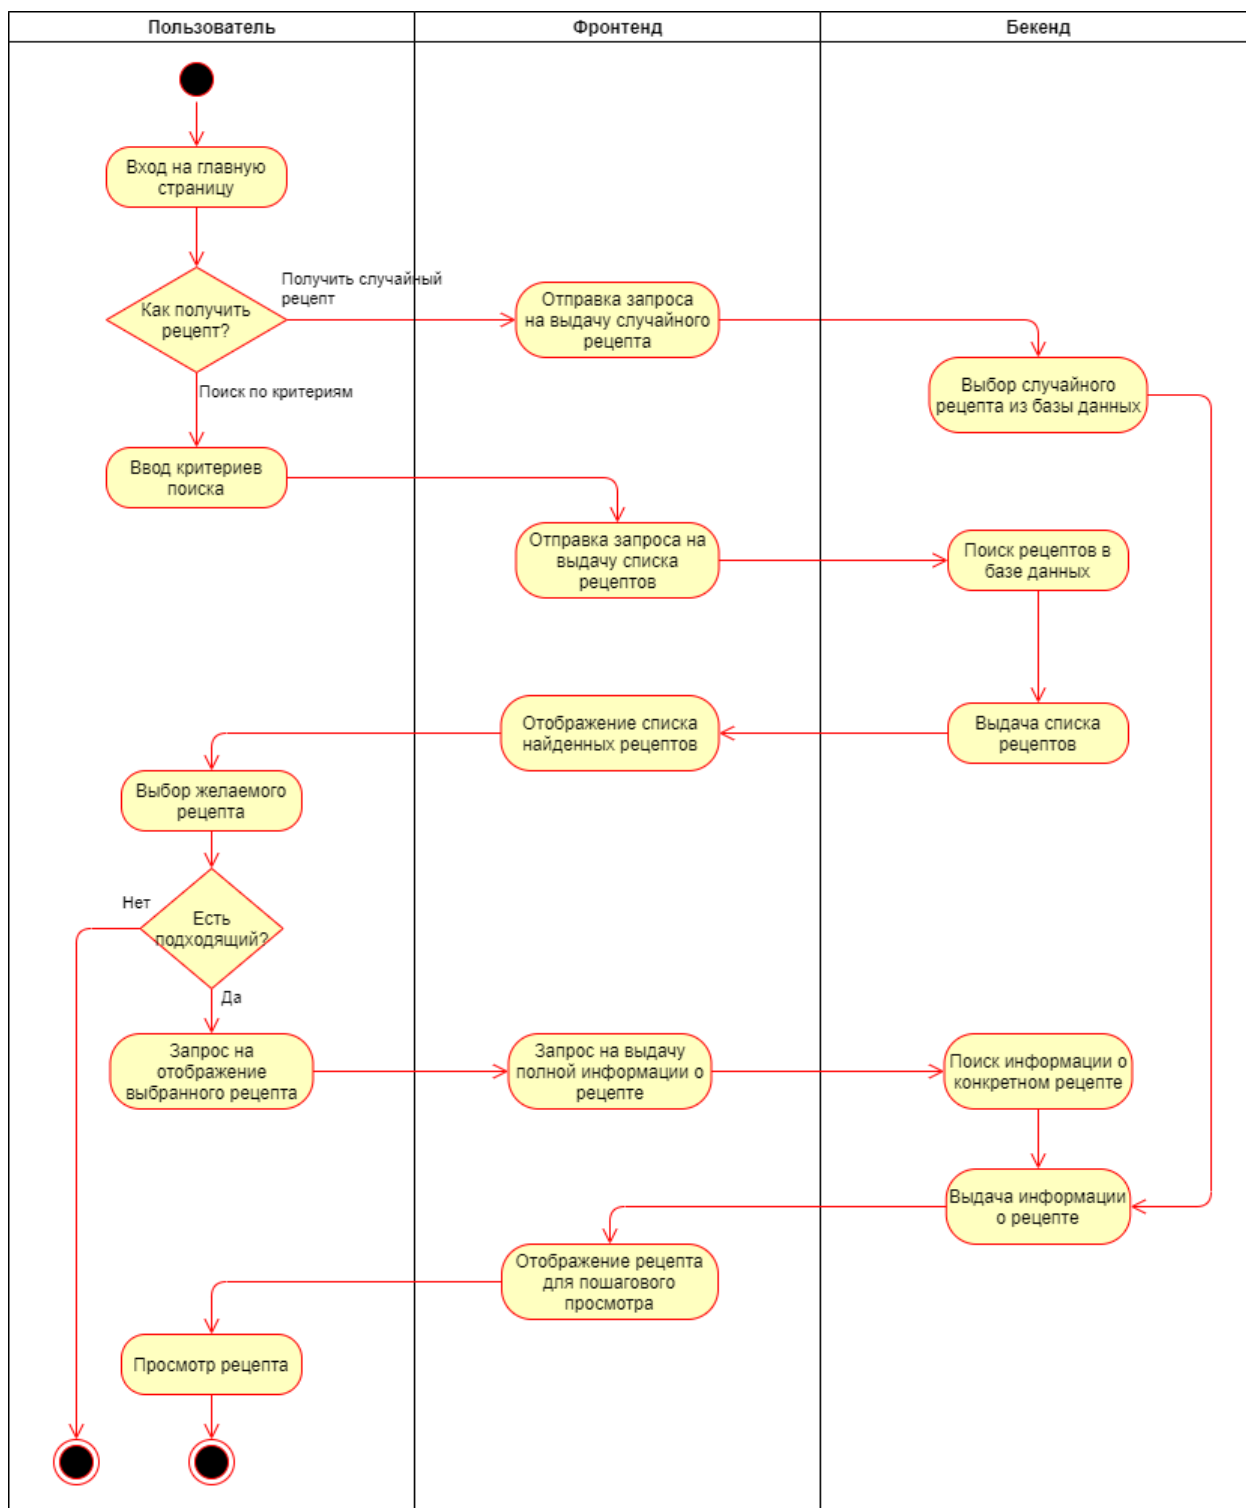 Пользователь
Фронтенд
Бекенд
Вход на главную
страницу
Как получить
рецепт?
Получить случайный
рецепт
Отправка запроса
на выдачу случайного
рецепта
Выбор случайного
рецепта из базы данных
Поиск по критериям
Ввод критериев
поиска
Отправка запроса на
выдачу списка
рецептов
Поиск рецептов в
базе данных
Отображение списка
найденных рецептов
Выдача списка
рецептов
Выбор желаемого
рецепта
Нет
Есть
подходящий?
Да
Запрос на
отображение
выбранного рецепта
Запрос на выдачу
полной информации о
рецепте
Поиск информации о
конкретном рецепте
Выдача информации
о рецепте
Отображение рецепта
для пошагового
просмотра
Просмотр рецепта